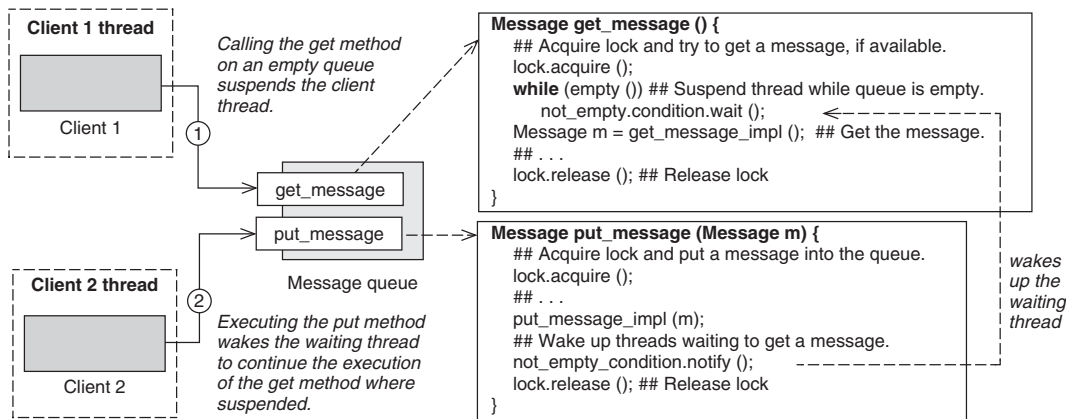 Client 1 thread
Client 1
Calling the get method
on an empty queue
suspends the client
thread.
1
get_message
put_message
Message queue
Client 2 thread
Client 2
2
Executing the put method
wakes the waiting thread
to continue the execution
of the get method where
suspended.
Message get_message () {
## Acquire lock and try to get a message, if available.
lock.acquire ();
while (empty ()) ## Suspend thread while queue is empty.
not_empty.condition.wait ();
Message m = get_message_impl (); ## Get the message.
## . . .
lock.release (); ## Release lock
}
Message put_message (Message m) {
## Acquire lock and put a message into the queue.
lock.acquire ();
## . . .
put_message_impl (m);
## Wake up threads waiting to get a message.
not_empty_condition.notify ();
lock.release (); ## Release lock
}
wakes
up the
waiting
thread